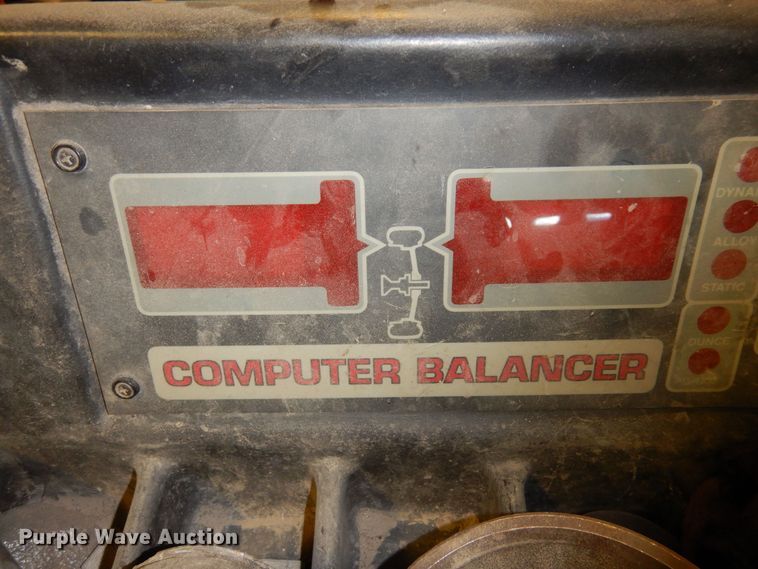 DYNA
ALLOY
STATIC
OUNCE
COMPUTER BALANCER
Purple Wave Auction